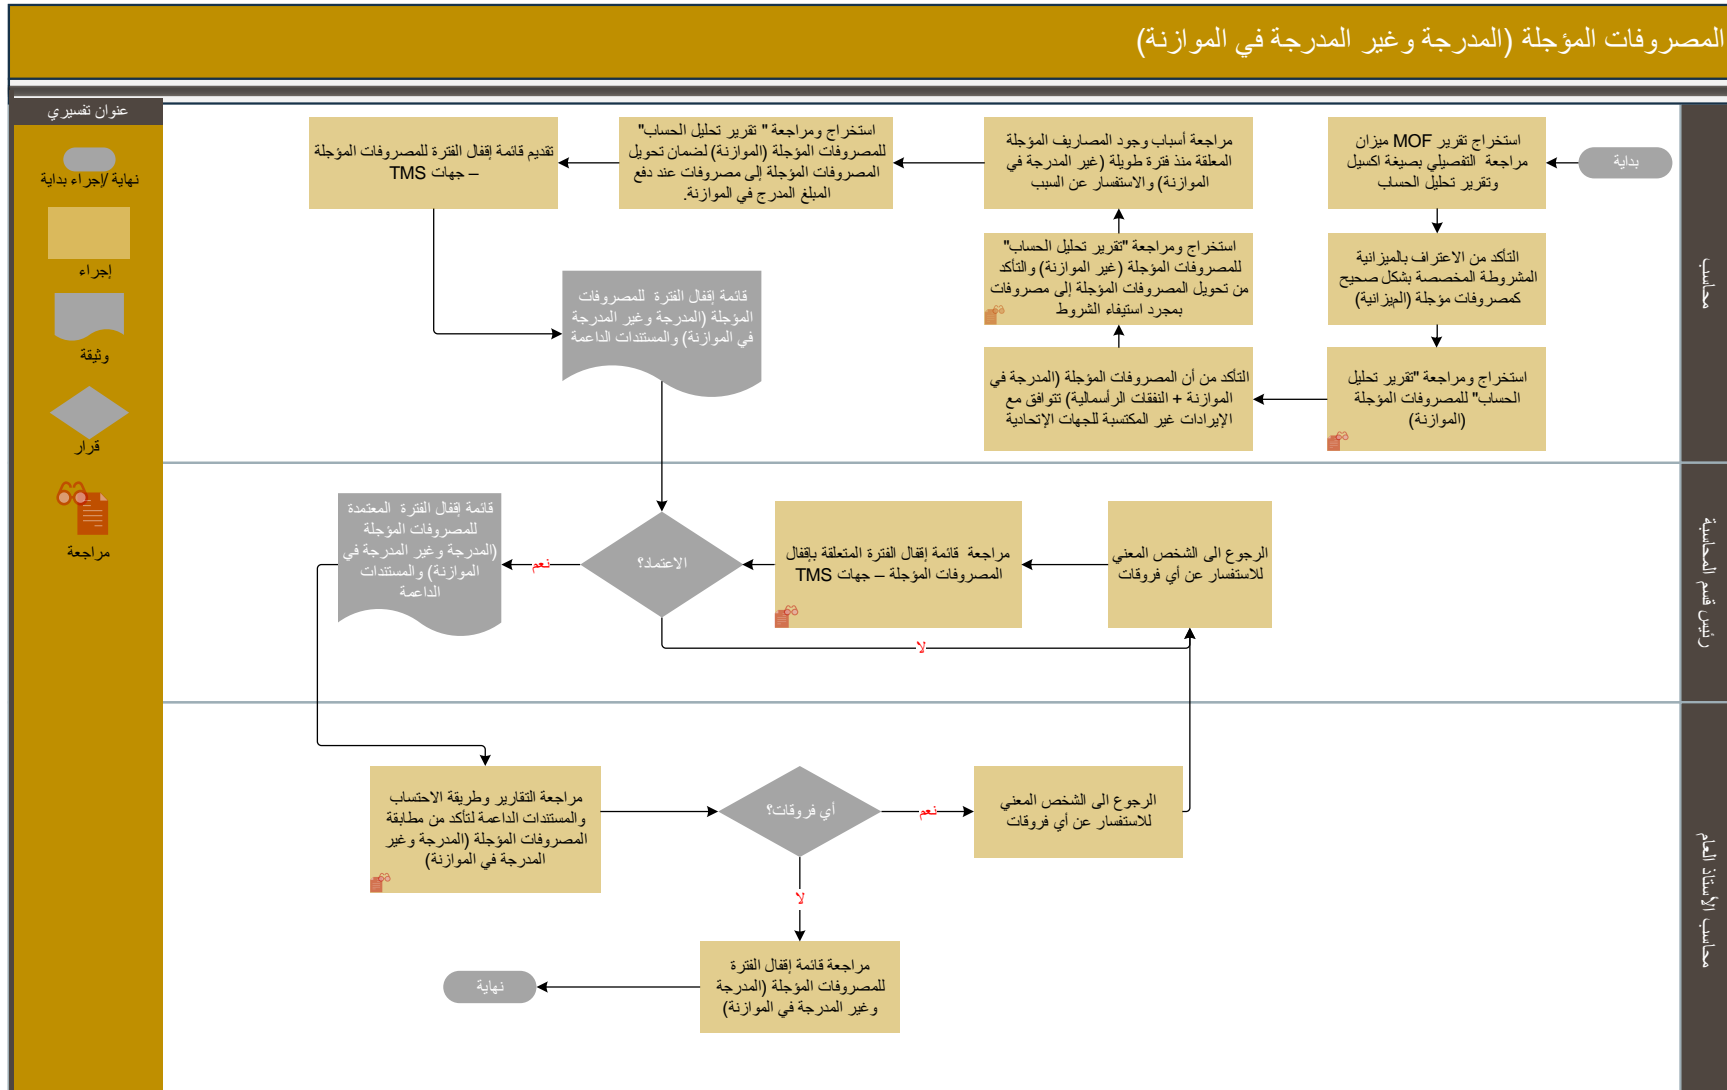 المصروفات المؤجلة (المدرجة وغير المدرجة في الموازنة)
محاسب
بداية
استخراج تقرير MOF ميزان
مراجعة التفصيلي بصيغة اكسيل
وتقرير تحليل الحساب
التأكد من الاعتراف بالميزانية
المشروطة المخصصة بشكل صحيح
كمصروفات مؤجلة (الميزانية)
استخراج ومراجعة "تقرير تحليل
الحساب" للمصروفات المؤجلة
(الموازنة)
التأكد من أن المصروفات المؤجلة (المدرجة في
الموازنة + النفقات الرأسمالية) تتوافق مع
الإيرادات غير المكتسبة للجهات الإتحادية
استخراج ومراجعة "تقرير تحليل الحساب"
للمصروفات المؤجلة (غير الموازنة) والتأكد
من تحويل المصروفات المؤجلة إلى مصروفات
بمجرد استيفاء الشروط
مراجعة أسباب وجود المصاريف المؤجلة
المعلقة منذ فترة طويلة (غير المدرجة في
الموازنة) والاستفسار عن السبب
استخراج ومراجعة " تقرير تحليل الحساب"
للمصروفات المؤجلة (الموازنة) لضمان تحويل
المصروفات المؤجلة إلى مصروفات عند دفع
المبلغ المدرج في الموازنة.
تقديم قائمة إقفال الفترة للمصروفات المؤجلة
– جهات TMS
قائمة إقفال الفترة للمصروفات
المؤجلة (المدرجة وغير المدرجة
في الموازنة) والمستندات الداعمة
رئيس قسم المحاسبة
الرجوع الى الشخص المعني
للاستفسار عن أي فروقات
مراجعة قائمة إقفال الفترة المتعلقة بإقفال
المصروفات المؤجلة – جهات TMS
الاعتماد؟
نعم
لا
قائمة إقفال الفترة المعتمدة
للمصروفات المؤجلة
(المدرجة وغير المدرجة في
الموازنة) والمستندات
الداعمة
محاسب الأستاذ العام
مراجعة التقارير وطريقة الاحتساب
والمستندات الداعمة لتأكد من مطابقة
المصروفات المؤجلة (المدرجة وغير
المدرجة في الموازنة)
أي فروقات؟
نعم
الرجوع الى الشخص المعني
للاستفسار عن أي فروقات
لا
مراجعة قائمة إقفال الفترة
للمصروفات المؤجلة (المدرجة
وغير المدرجة في الموازنة)
نهاية
عنوان تفسيري
نهاية /إجراء بداية
إجراء
وثيقة
قرار
مراجعة